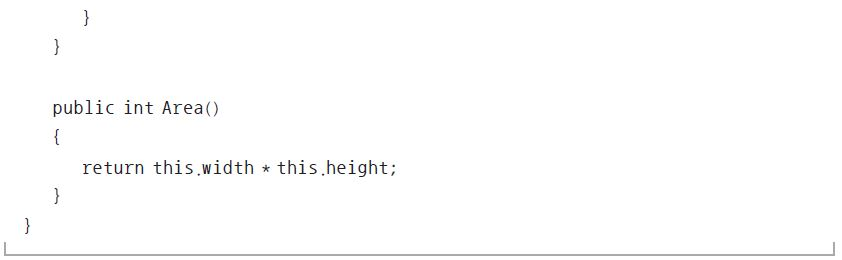 }
}
public int Area()
{
return this.width * this.height;
}
}